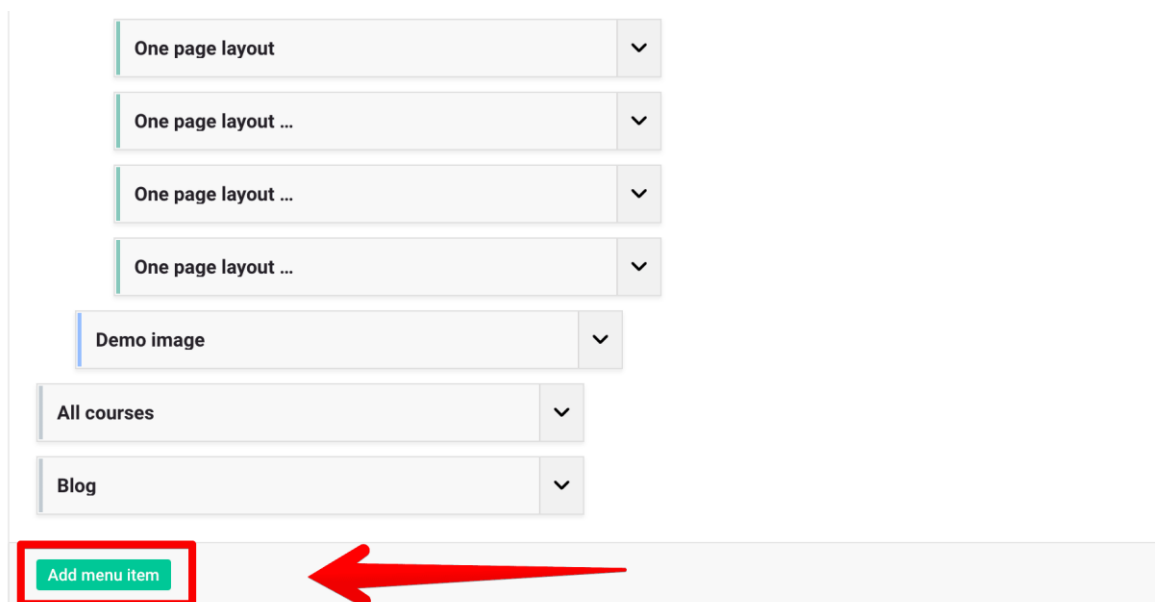 One page layout
One page layout ...
One page layout ...
One page layout ...
Demo image
All courses
Blog
Add menu item